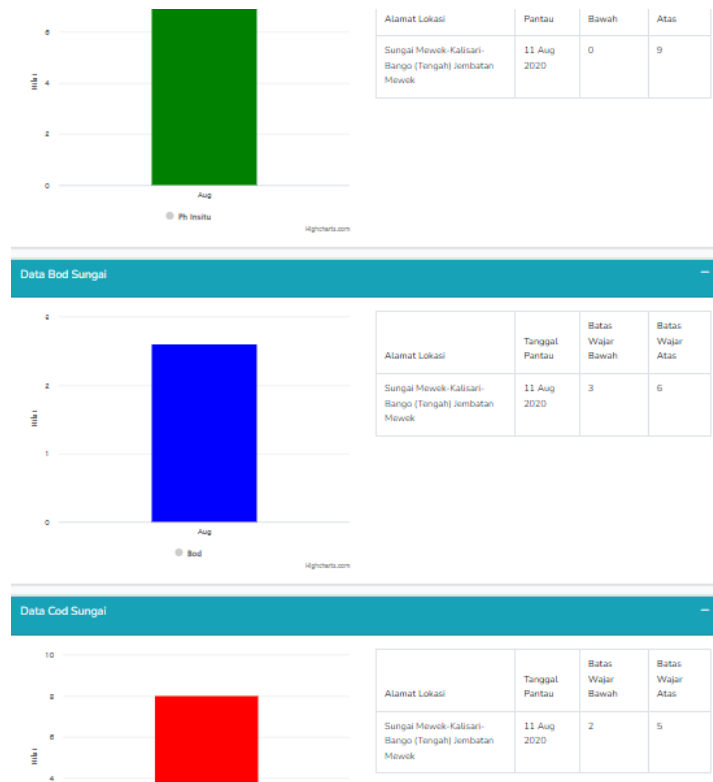 Alamat Lokasi Pantau Bawah Atas
6
Sungai Mewek-Kalisari- 11 Aug 0 9
Bango (Tengah) Jembatan 2020
Mewek
4
Nilai
2
0
Aug
Ph Insitu
Highcharts.com
Data Bod Sungai −
3
Batas Batas
Tanggal Wajar Wajar
Alamat Lokasi Pantau Bawah Atas
2
Sungai Mewek-Kalisari- 11 Aug 3 6
Bango (Tengah) Jembatan 2020
Mewek
Nilai
1
0
Aug
Bod
Highcharts.com
Data Cod Sungai −
10
Batas Batas
Tanggal Wajar Wajar
Alamat Lokasi Pantau Bawah Atas
8
Sungai Mewek-Kalisari- 11 Aug 2 5
Bango (Tengah) Jembatan 2020
6
Mewek
Nilai
4